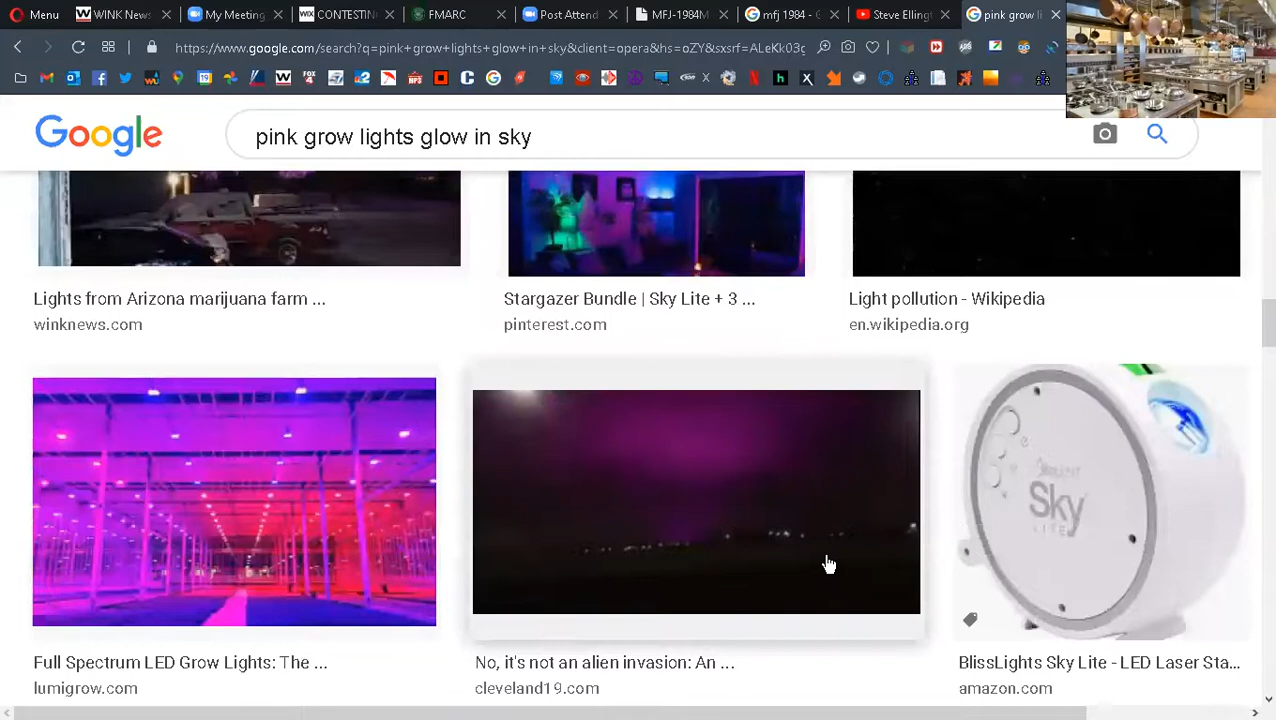 Menu
WINK News
My Meeting
CONTESTIN
FMARC
Post Attend
MFJ-1984M
mfj 1984 - G
Steve Elling
pink grow li
https://www.google.com/search?q=pink+grow+lights+glow+in+sky&client=opera&hs=oZY&sxsrf=ALeKk03
Google
pink grow lights glow in sky
Lights from Arizona marijuana farm ...
winknews.com
Stargazer Bundle | Sky Lite + 3 ...
pinterest.com
Light pollution - Wikipedia
en.wikipedia.org
Sky
LITE
Full Spectrum LED Grow Lights: The ...
lumigrow.com
No, it's not an alien invasion: An ...
cleveland19.com
BlissLights Sky Lite - LED Laser Sta...
amazon.com